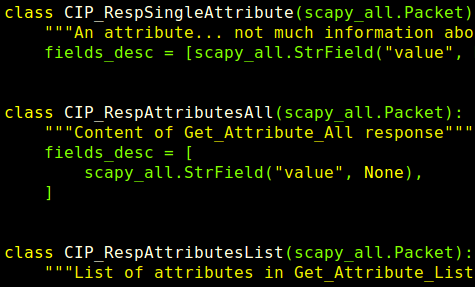 class CIP_RespSingleAttribute(scapy_all.Packet)
    """An attribute... not much information abo
    fields_desc = [scapy_all.StrField("value",
class CIP_RespAttributesAll(scapy_all.Packet):
    """Content of Get_Attribute_All response"""
    fields_desc = [
        scapy_all.StrField("value", None),
    ]
class CIP_RespAttributesList(scapy_all.Packet):
    """List of attributes in Get_Attribute_List